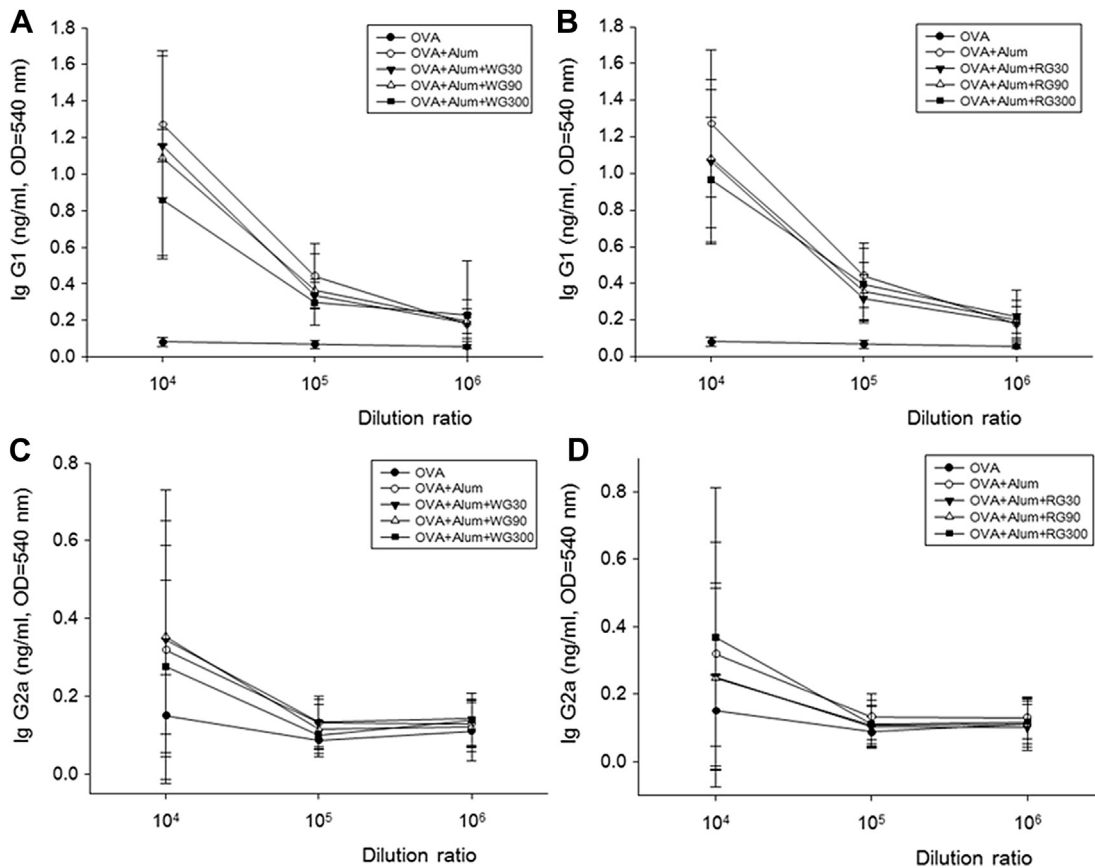 A
Ig G1 (ng/ml, OD=540 nm)
1.8
1.6
1.4
1.2
1.0
0.8
0.6
0.4
0.2
0.0
OVA
OVA+Alum
OVA+Alum+WG30
OVA+Alum+WG90
OVA+Alum+WG300
10⁴
10⁵
10⁶
Dilution ratio
B
Ig G1 (ng/ml, OD=540 nm)
1.8
1.6
1.4
1.2
1.0
0.8
0.6
0.4
0.2
0.0
OVA
OVA+Alum
OVA+Alum+RG30
OVA+Alum+RG90
OVA+Alum+RG300
10⁴
10⁵
10⁶
Dilution ratio
C
Ig G2a (ng/ml, OD=540 nm)
0.8
0.6
0.4
0.2
0.0
OVA
OVA+Alum
OVA+Alum+WG30
OVA+Alum+WG90
OVA+Alum+WG300
10⁴
10⁵
10⁶
Dilution ratio
D
Ig G2a (ng/ml, OD=540 nm)
0.8
0.6
0.4
0.2
0.0
OVA
OVA+Alum
OVA+Alum+RG30
OVA+Alum+RG90
OVA+Alum+RG300
10⁴
10⁵
10⁶
Dilution ratio